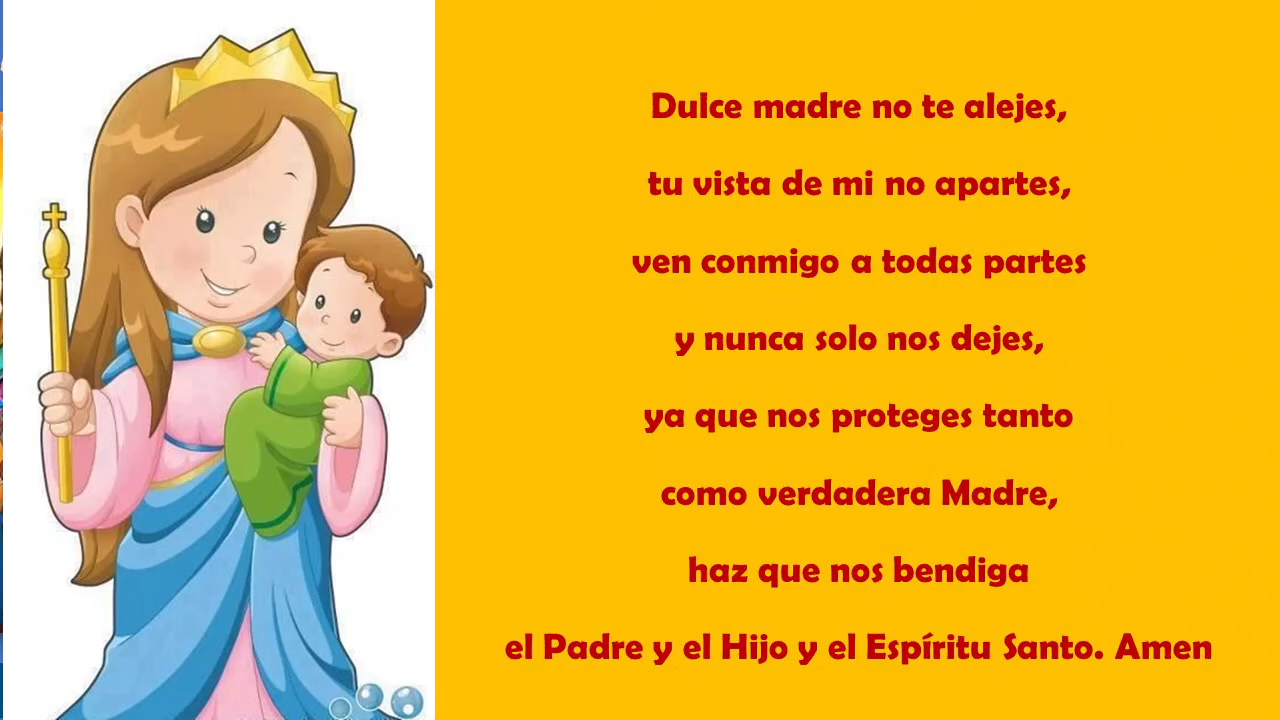 Dulce madre no te alejes,
tu vista de mi no apartes,
ven conmigo a todas partes
y nunca solo nos dejes,
ya que nos proteges tanto
como verdadera Madre,
haz que nos bendiga
el Padre y el Hijo y el Espíritu Santo. Amen